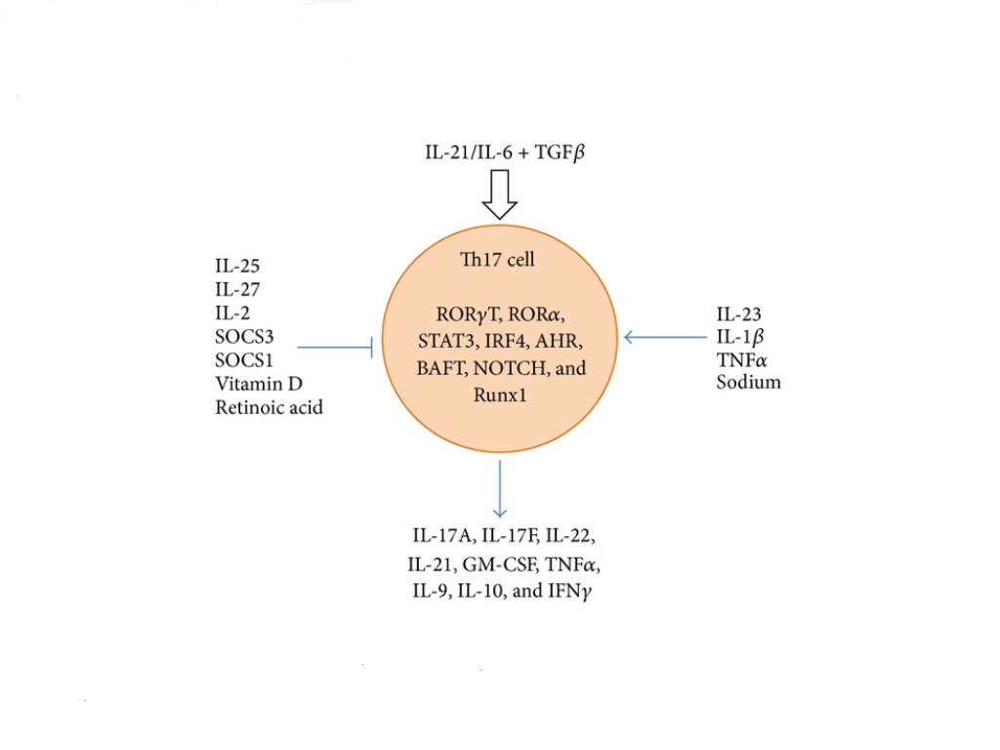 IL-21/IL-6 + TGFβ
Th17 cell
RORγT, RORα,
STAT3, IRF4, AHR,
BAFT, NOTCH, and
Runx1
IL-25
IL-27
IL-2
SOCS3
SOCS1
Vitamin D
Retinoic acid
IL-23
IL-1β
TNFα
Sodium
IL-17A, IL-17F, IL-22,
IL-21, GM-CSF, TNFα,
IL-9, IL-10, and IFNγ